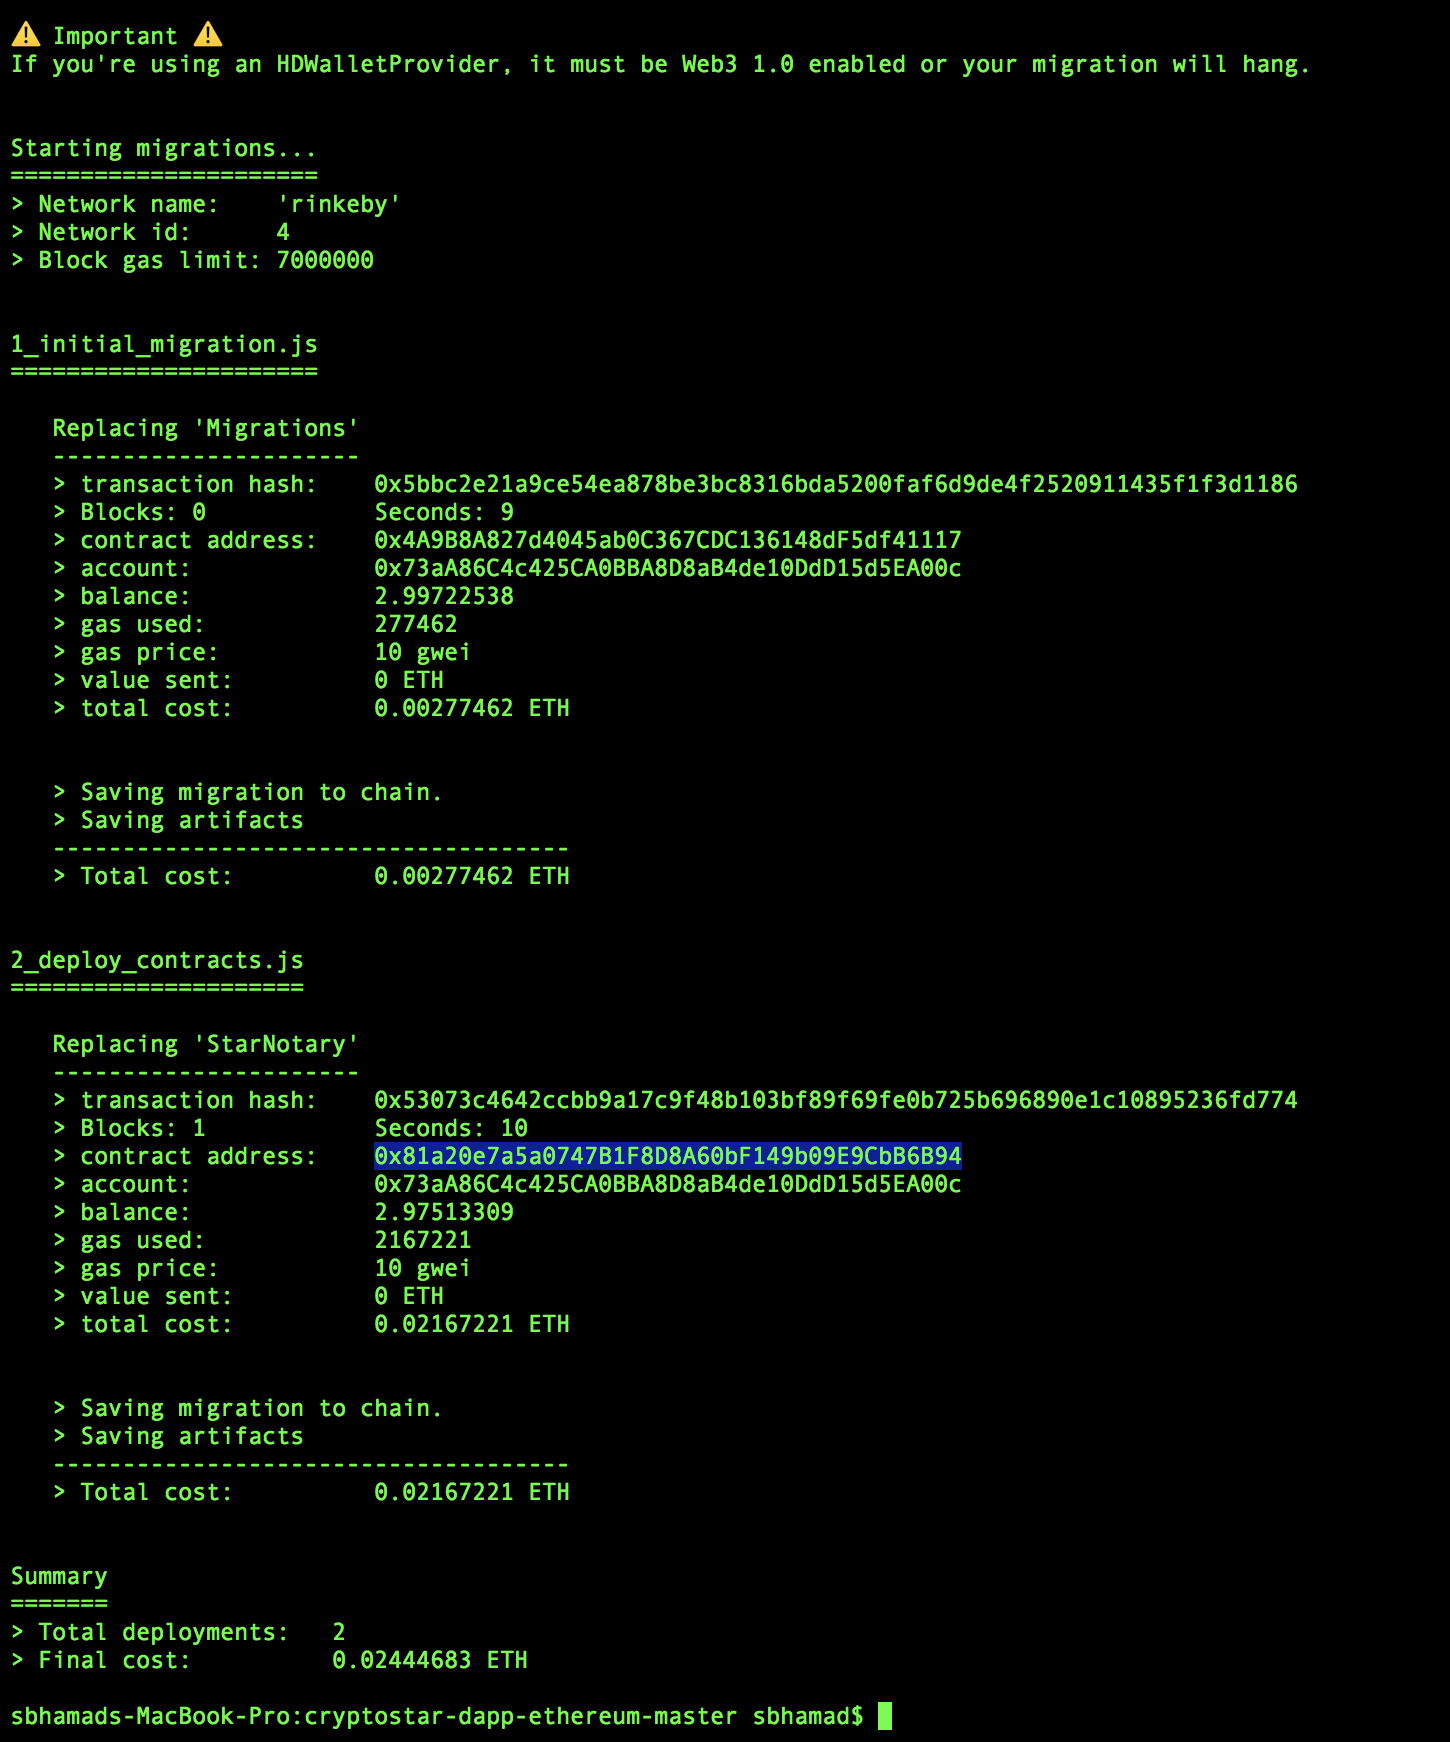 ⚠️ Important ⚠️
If you're using an HDWalletProvider, it must be Web3 1.0 enabled or your migration will hang.
Starting migrations...
======================
> Network name:    'rinkeby'
> Network id:      4
> Block gas limit: 7000000
1_initial_migration.js
======================
   Replacing 'Migrations'
   ----------------------
   > transaction hash:    0x5bbc2e21a9ce54ea878be3bc8316bda5200faf6d9de4f2520911435f1f3d1186
   > Blocks: 0            Seconds: 9
   > contract address:    0x4A9B8A827d4045ab0C367CDC136148dF5df41117
   > account:             0x73aA86C4c425CA0BBA8D8aB4de10DdD15d5EA00c
   > balance:             2.99722538
   > gas used:            277462
   > gas price:           10 gwei
   > value sent:          0 ETH
   > total cost:          0.00277462 ETH
   > Saving migration to chain.
   > Saving artifacts
   -------------------------------------
   > Total cost:          0.00277462 ETH
2_deploy_contracts.js
=====================
   Replacing 'StarNotary'
   ----------------------
   > transaction hash:    0x53073c4642ccbb9a17c9f48b103bf89f69fe0b725b696890e1c10895236fd774
   > Blocks: 1            Seconds: 10
   > contract address:    0x81a20e7a5a0747B1F8D8A60bF149b09E9CbB6B94
   > account:             0x73aA86C4c425CA0BBA8D8aB4de10DdD15d5EA00c
   > balance:             2.97513309
   > gas used:            2167221
   > gas price:           10 gwei
   > value sent:          0 ETH
   > total cost:          0.02167221 ETH
   > Saving migration to chain.
   > Saving artifacts
   -------------------------------------
   > Total cost:          0.02167221 ETH
Summary
=======
> Total deployments:   2
> Final cost:          0.02444683 ETH
sbhamads-MacBook-Pro:cryptostar-dapp-ethereum-master sbhamad$